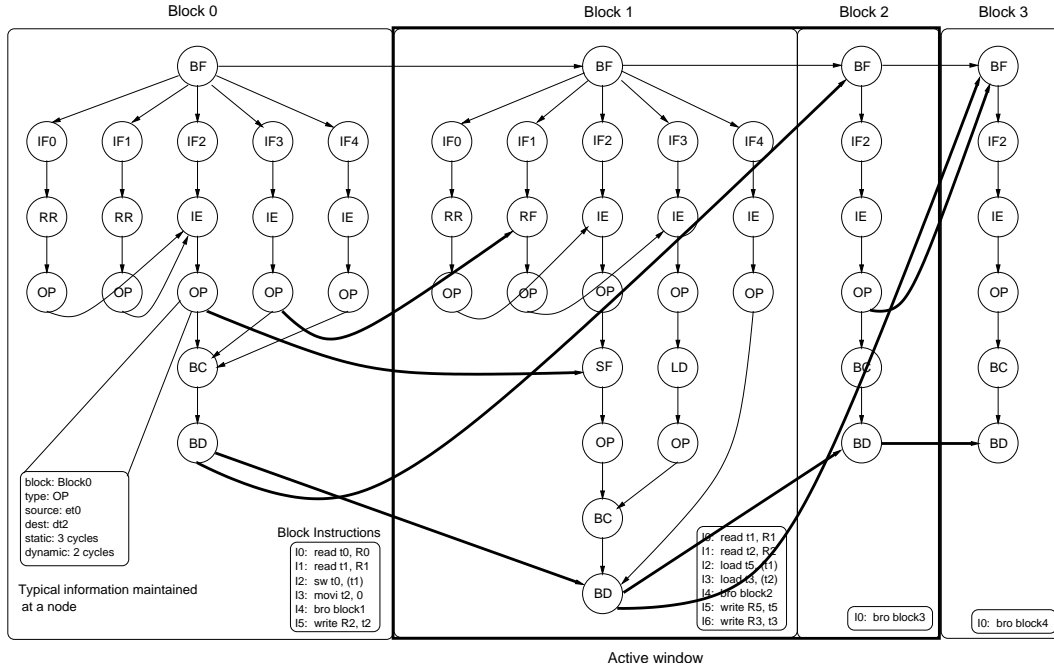 Block 0 Block 1 Block 2 Block 3
BF BF BF BF
IF0 IF1 IF2 IF3 IF4 IF0 IF1 IF2 IF3 IF4 IF2 IF2
RR RR IE IE IE RR RF IE IE IE IE IE
OP OP OP OP OP OP OP OP OP OP OP OP
BC SF LD BC BC
BD OP OP BD BD
block: Block0
type: OP
source: et0
dest: dt2
static: 3 cycles
dynamic: 2 cycles
Typical information maintained
at a node
BC
BD
Block Instructions
I0: read t0, R0
I1: read t1, R1
I2: sw t0, (t1)
I3: movi t2, 0
I4: bro block1
I5: write R2, t2
I0: read t1, R1
I1: read t2, R2
I2: load t5, (t1)
I3: load t3, (t2)
I4: bro block2
I5: write R5, t5
I6: write R3, t3
I0: bro block3
I0: bro block4
Active window